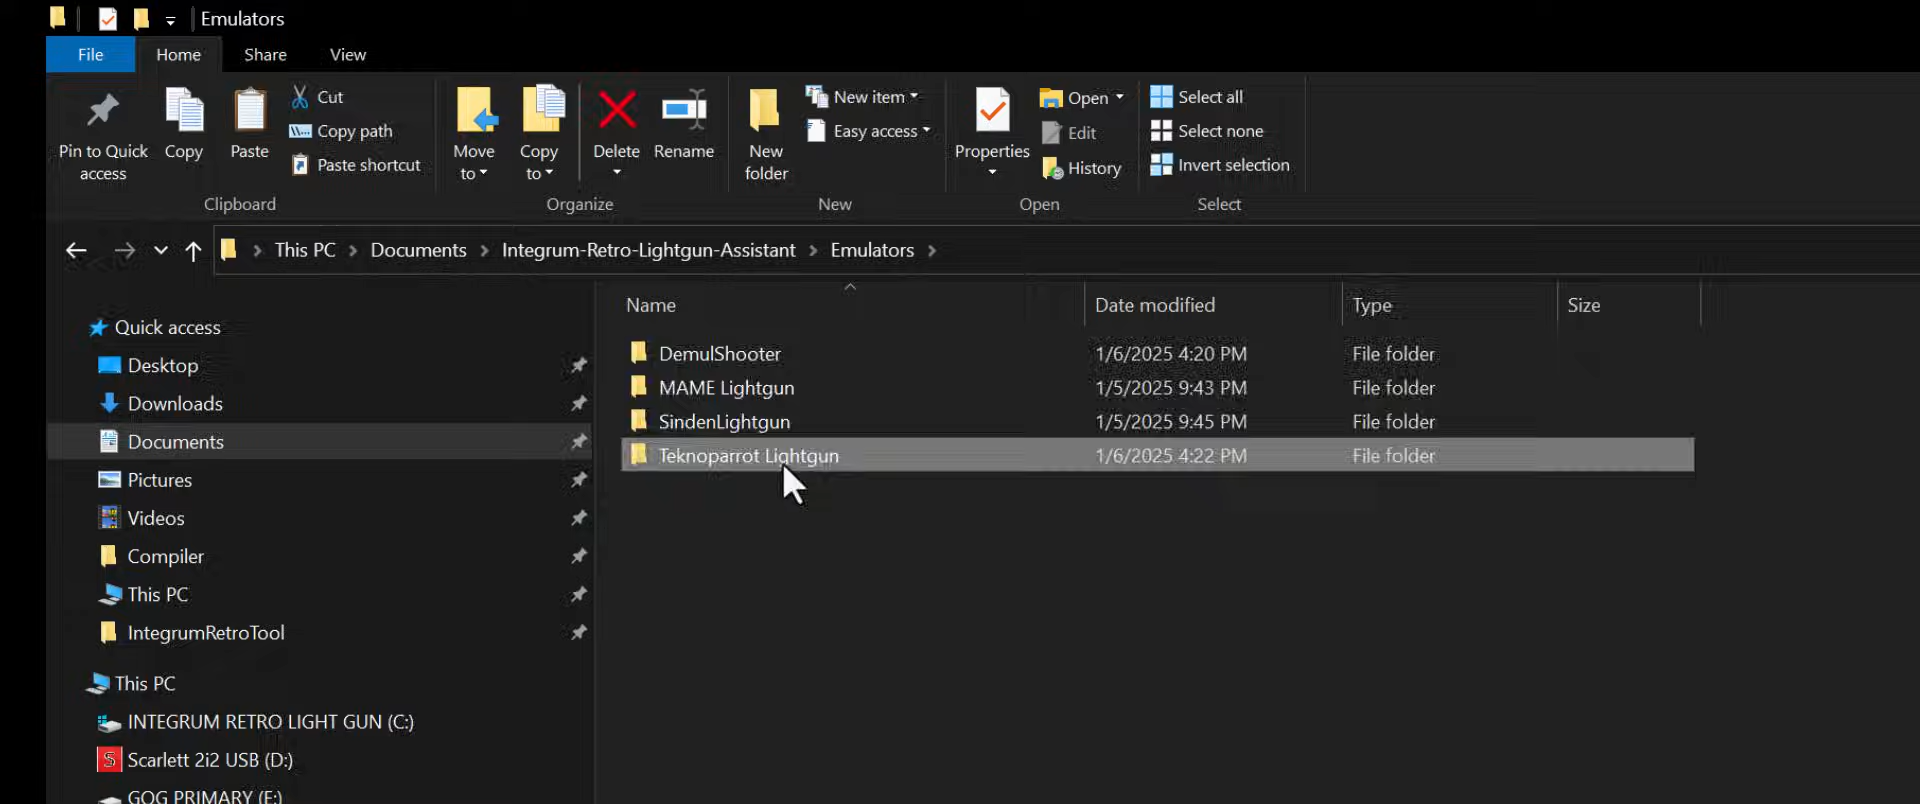 Emulators
File Home Share View
Pin to Quick access
Copy
Paste
Cut
Copy path
Paste shortcut
Clipboard
Move to
Copy to
Delete
Rename
Organize
New folder
New item
Easy access
New
Properties
Open
Edit
History
Open
Select all
Select none
Invert selection
Select
This PC > Documents > Integrum-Retro-Lightgun-Assistant > Emulators >
Name Date modified Type Size
DemulShooter 1/6/2025 4:20 PM File folder
MAME Lightgun 1/5/2025 9:43 PM File folder
SindenLightgun 1/5/2025 9:45 PM File folder
Teknoparrot Lightgun 1/6/2025 4:22 PM File folder
Quick access
Desktop
Downloads
Documents
Pictures
Videos
Compiler
This PC
IntegrumRetroTool
This PC
INTEGRUM RETRO LIGHT GUN (C:)
S Scarlett 2i2 USB (D:)
GOG PRIMARY (E:)